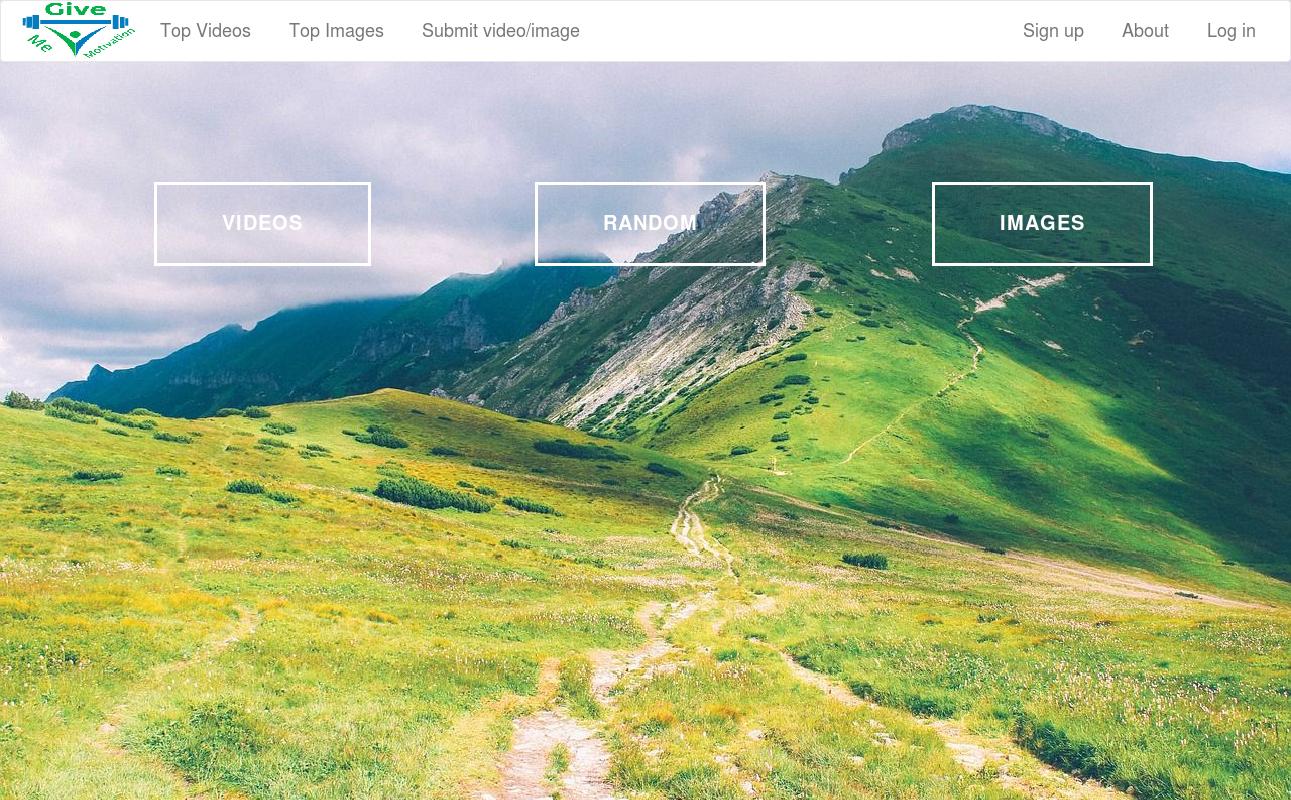 Give
Me
Motivation
Top Videos
Top Images
Submit video/image
Sign up
About
Log in
VIDEOS
RANDOM
IMAGES